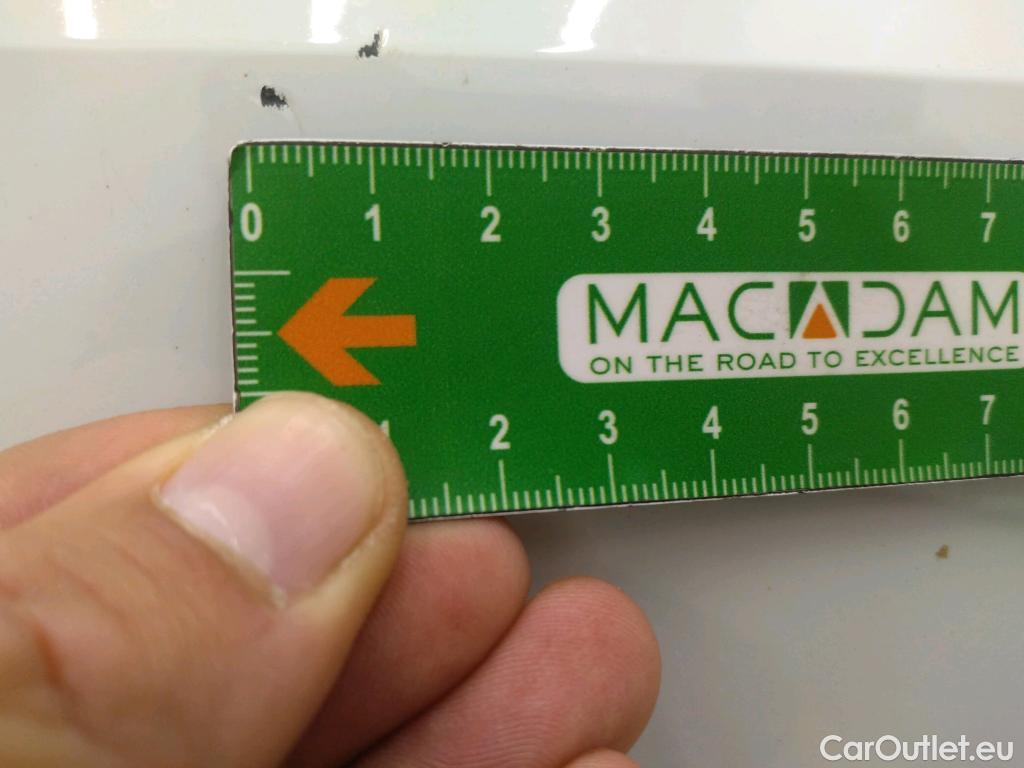 0 1 2 3 4 5 6 7
MACADAM
ON THE ROAD TO EXCELLENCE
1 2 3 4 5 6 7
CarOutlet.eu